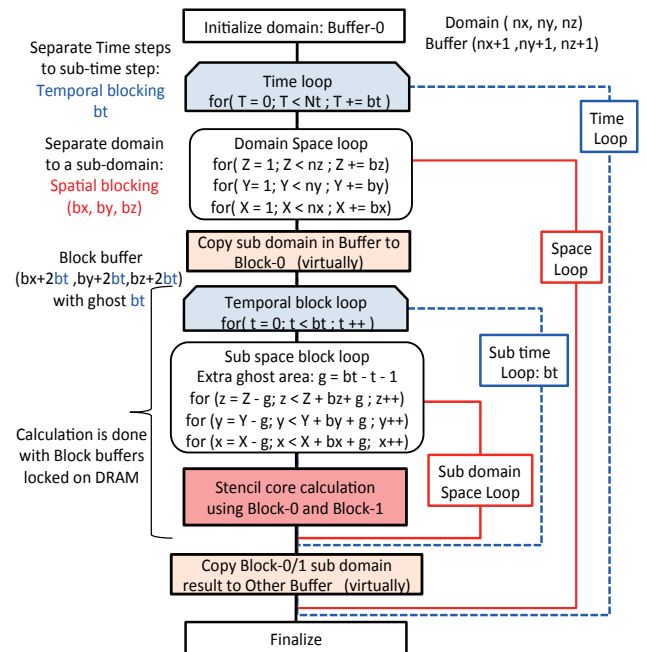 Initialize domain: Buffer-0
Domain ( nx, ny, nz)
Buffer (nx+1 ,ny+1, nz+1)
Separate Time steps
to sub-time step:
Temporal blocking
bt
Time loop
for( T = 0; T < Nt ; T += bt )
Time
Loop
Separate domain
to a sub-domain:
Spatial blocking
(bx, by, bz)
Domain Space loop
for( Z = 1; Z < nz ; Z += bz)
for( Y= 1; Y < ny ; Y += by)
for( X = 1; X < nx ; X += bx)
Space
Loop
Copy sub domain in Buffer to
Block-0 (virtually)
Block buffer
(bx+2bt ,by+2bt,bz+2bt)
with ghost bt
Temporal block loop
for( t = 0; t < bt ; t ++ )
Sub time
Loop: bt
Sub space block loop
Extra ghost area: g = bt - t - 1
for (z = Z - g; z < Z + bz+ g ; z++)
for (y = Y - g; y < Y + by + g ; y++)
for (x = X - g; x < X + bx + g; x++)
Calculation is done
with Block buffers
locked on DRAM
Sub domain
Space Loop
Stencil core calculation
using Block-0 and Block-1
Copy Block-0/1 sub domain
result to Other Buffer (virtually)
Finalize